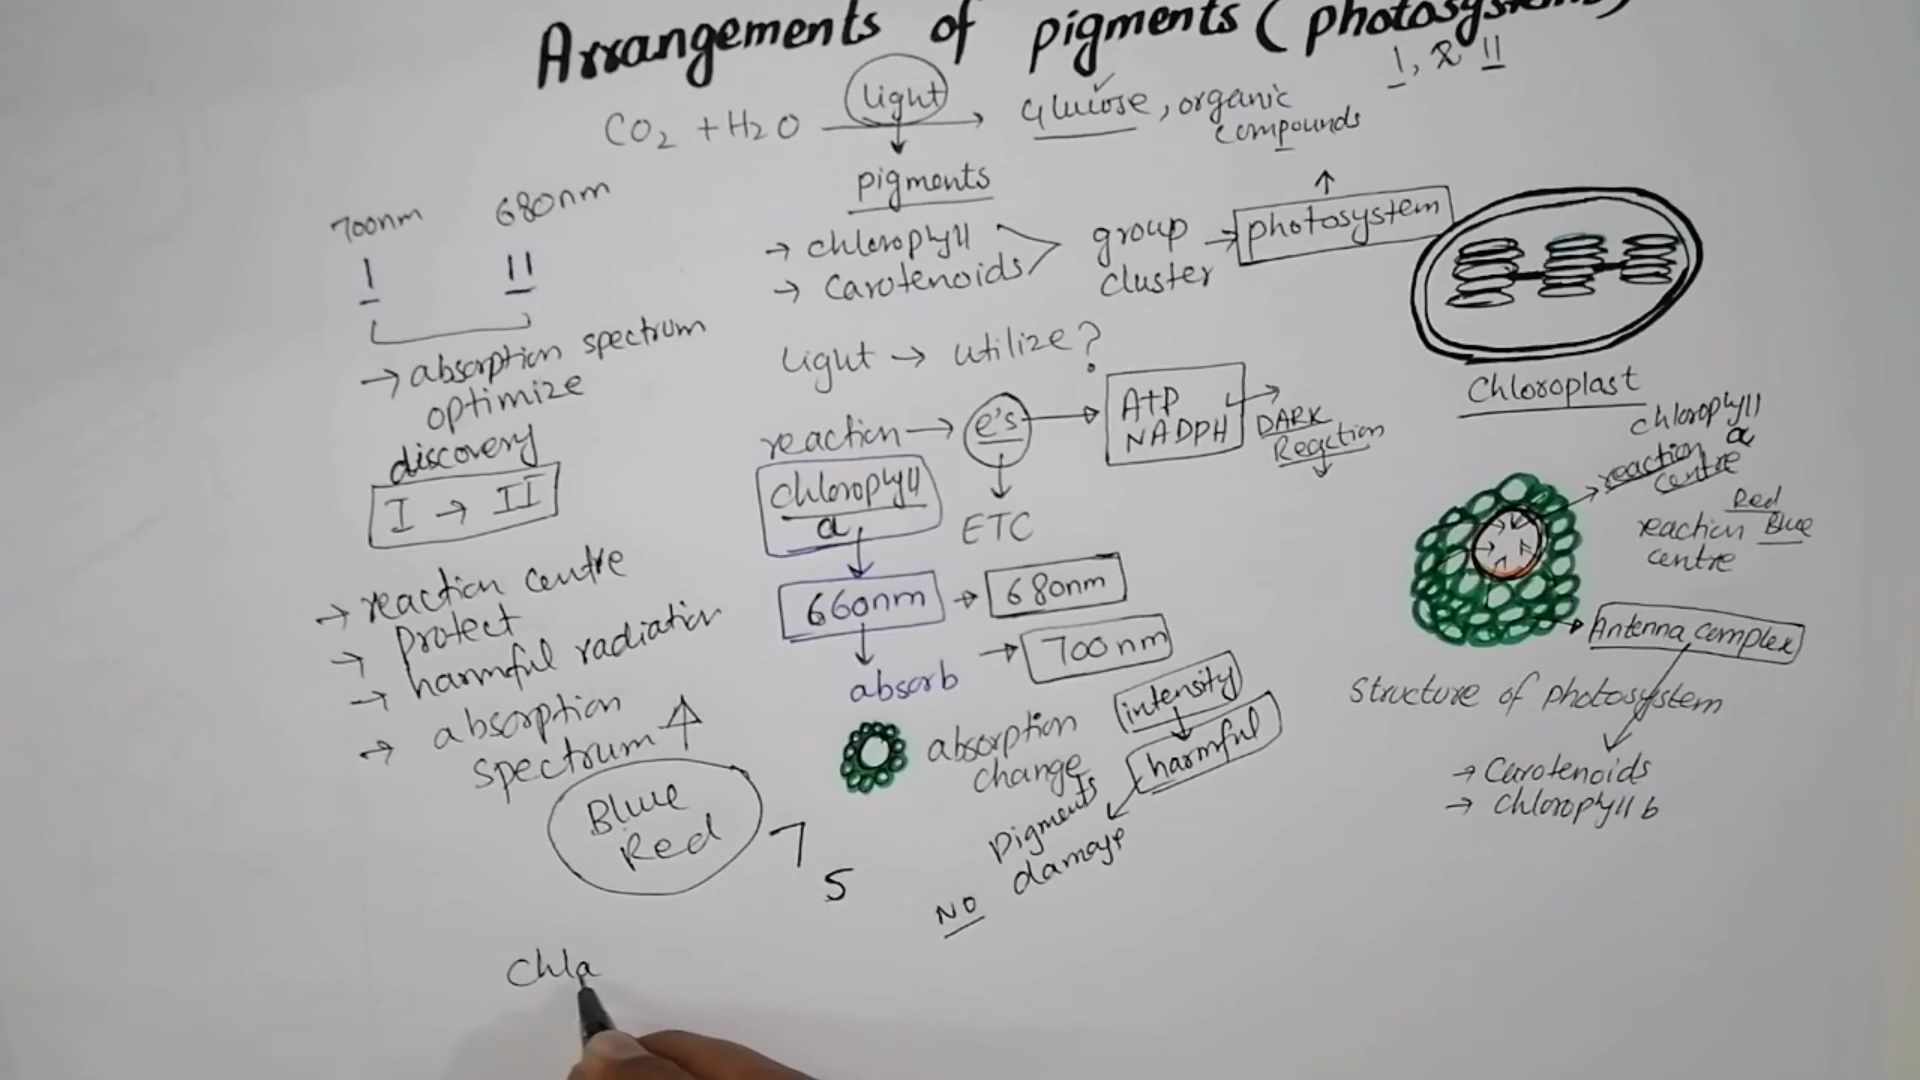 Arrangements of pigments (photosystems)
I, & II
CO2 + H2O light → Glucose, organic
compounds
pigments
→ chlorophyll
→ carotenoids
group
cluster
→ photosystem
700nm 680nm
I II
→ absorption spectrum
optimize
discovery
I → II
Light → utilize?
reaction → e's → ATP
NADPH
DARK
Reaction
ETC
chlorophyll
a
660nm → 680nm
→ 700nm
absorb
absorption
change
intensity
harmful
pigments
damage
NO
→ reaction centre
→ protect
→ harmful radiation
→ absorption
spectrum ↑
Blue
Red
7
5
Chla
Chloroplast
chlorophyll
a
reaction
centre
Red
reaction Blue
centre
Antenna complex
Structure of photosystem
→ Carotenoids
→ chlorophyll b